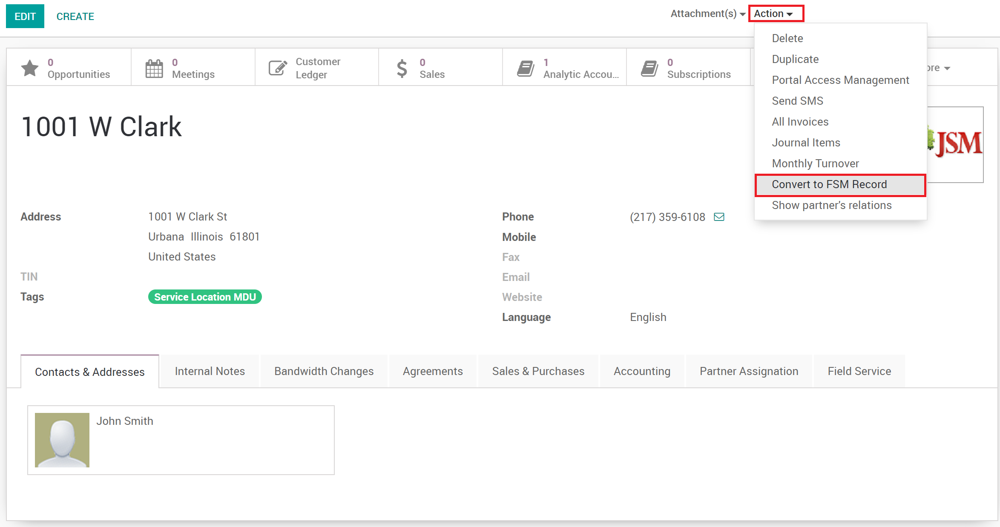 EDIT CREATE Attachment(s) Action
Delete
Duplicate
Portal Access Management
Send SMS
All Invoices
Journal Items
Monthly Turnover
Convert to FSM Record
Show partner's relations
0
Opportunities
0
Meetings
Customer
Ledger
0
Sales
1
Analytic Accou...
0
Subscriptions
ore
1001 W Clark
JSM
Address 1001 W Clark St
Urbana Illinois 61801
United States
TIN
Tags Service Location MDU
Phone (217) 359-6108
Mobile
Fax
Email
Website
Language English
Contacts & Addresses Internal Notes Bandwidth Changes Agreements Sales & Purchases Accounting Partner Assignation Field Service
John Smith